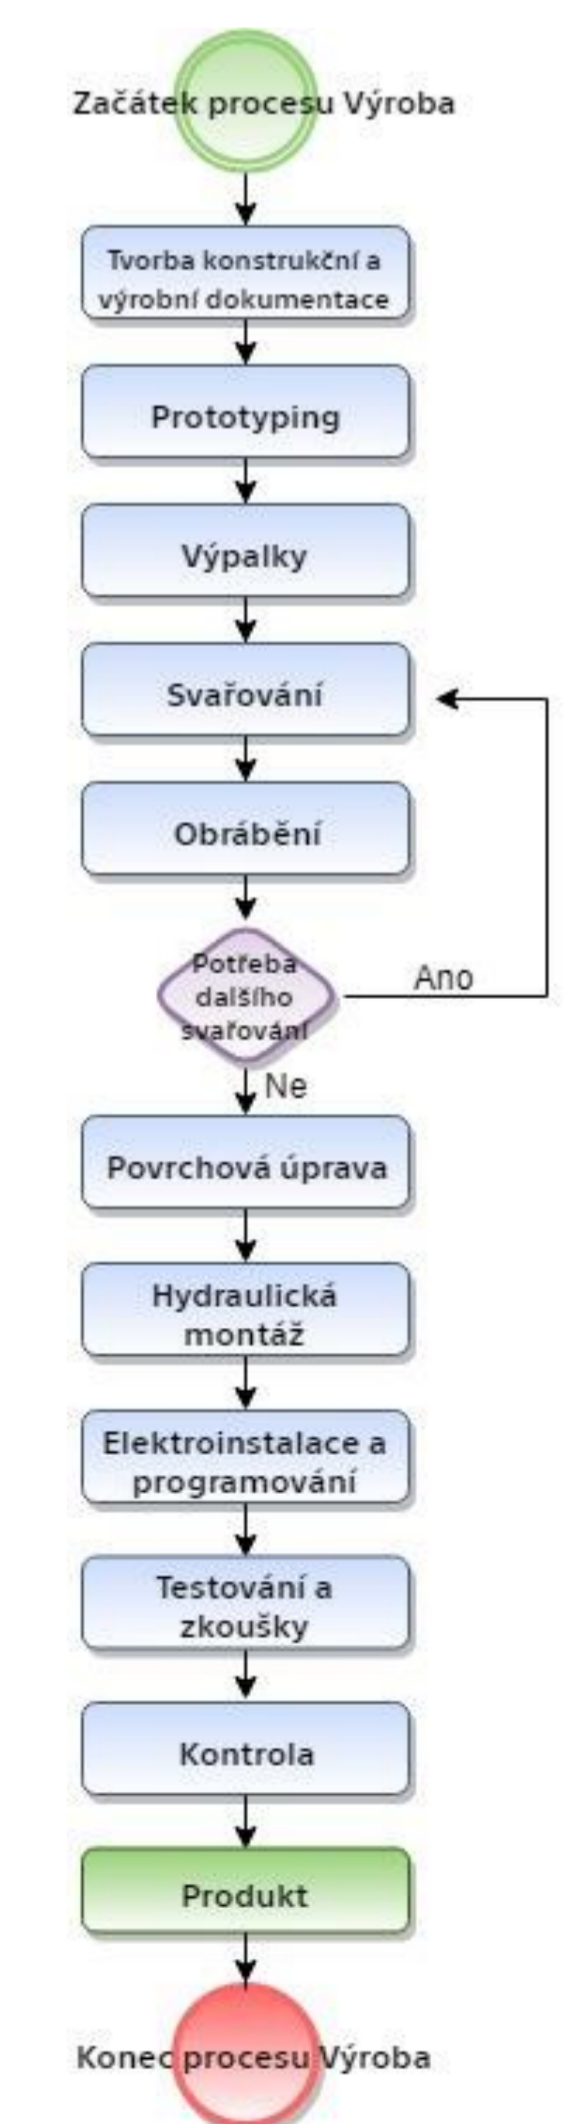 Začátek procesu Výroba
Tvorba konstrukční a
výrobní dokumentace
Prototyping
Výpalky
Svařování
Obrábění
Potřeba
dalšího
svařování
Ano
Ne
Povrchová úprava
Hydraulická
montáž
Elektroinstalace a
programování
Testování a
zkoušky
Kontrola
Produkt
Konec procesu Výroba